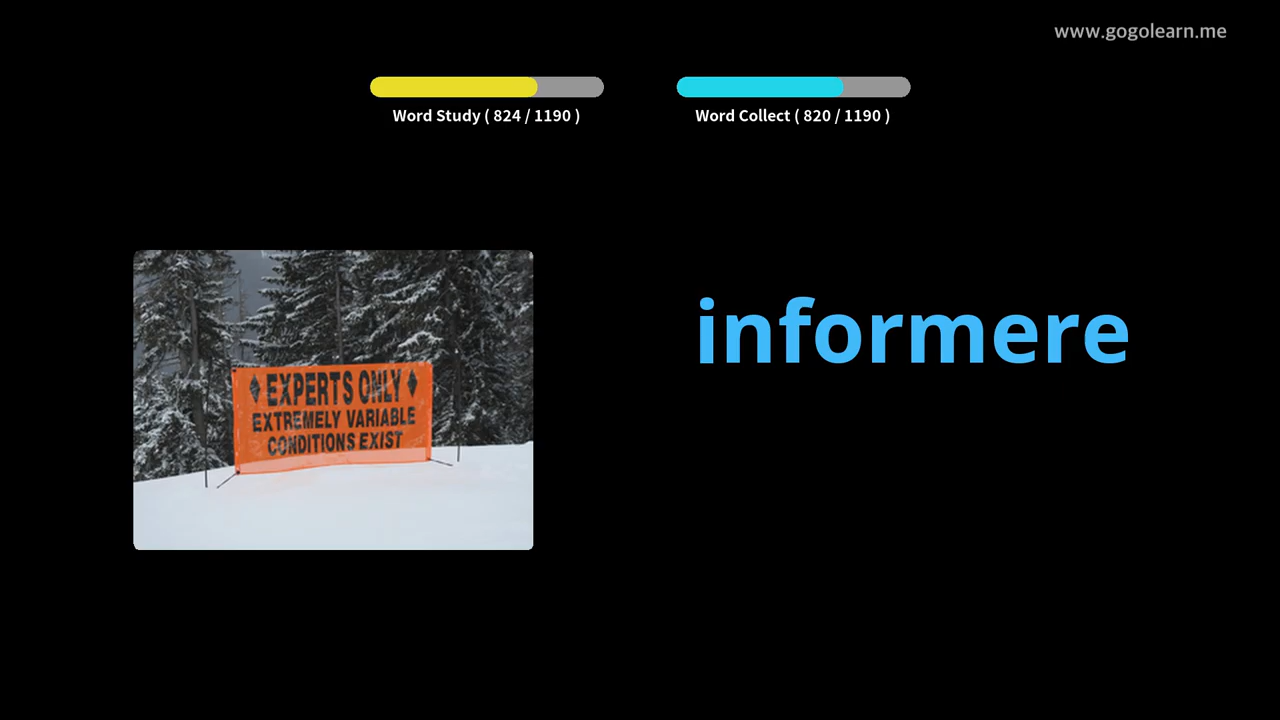 www.gogolearn.me
Word Study ( 824 / 1190 )
Word Collect ( 820 / 1190 )
informere
EXPERTS ONLY
EXTREMELY VARIABLE
CONDITIONS EXIST